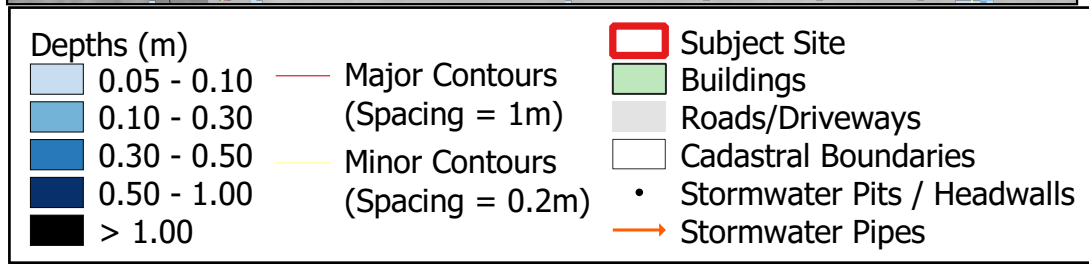 Depths (m)
0.05 - 0.10
0.10 - 0.30
0.30 - 0.50
0.50 - 1.00
> 1.00
Major Contours
(Spacing = 1m)
Minor Contours
(Spacing = 0.2m)
Subject Site
Buildings
Roads/Driveways
Cadastral Boundaries
Stormwater Pits / Headwalls
Stormwater Pipes